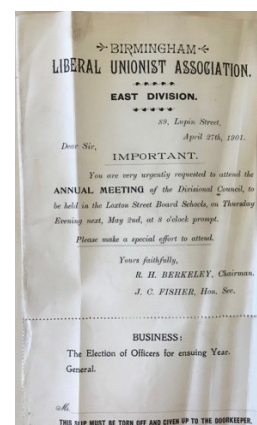 BIRMINGHAM
LIBERAL UNIONIST ASSOCIATION.
EAST DIVISION.
89, Lupin Street,
April 27th, 1901.
Dear Sir,
IMPORTANT.
You are very urgently requested to attend the
ANNUAL MEETING of the Divisional Council, to
be held in the Loxton Street Board Schools, on Thursday
Evening next, May 2nd, at 8 o'clock prompt.
Please make a special effort to attend.
Yours faithfully,
R. H. BERKELEY, Chairman.
J. C. FISHER, Hon. Sec.
BUSINESS:
The Election of Officers for ensuing Year.
General.
M.
THIS SLIP MUST BE TORN OFF AND GIVEN UP TO THE DOORKEEPER.